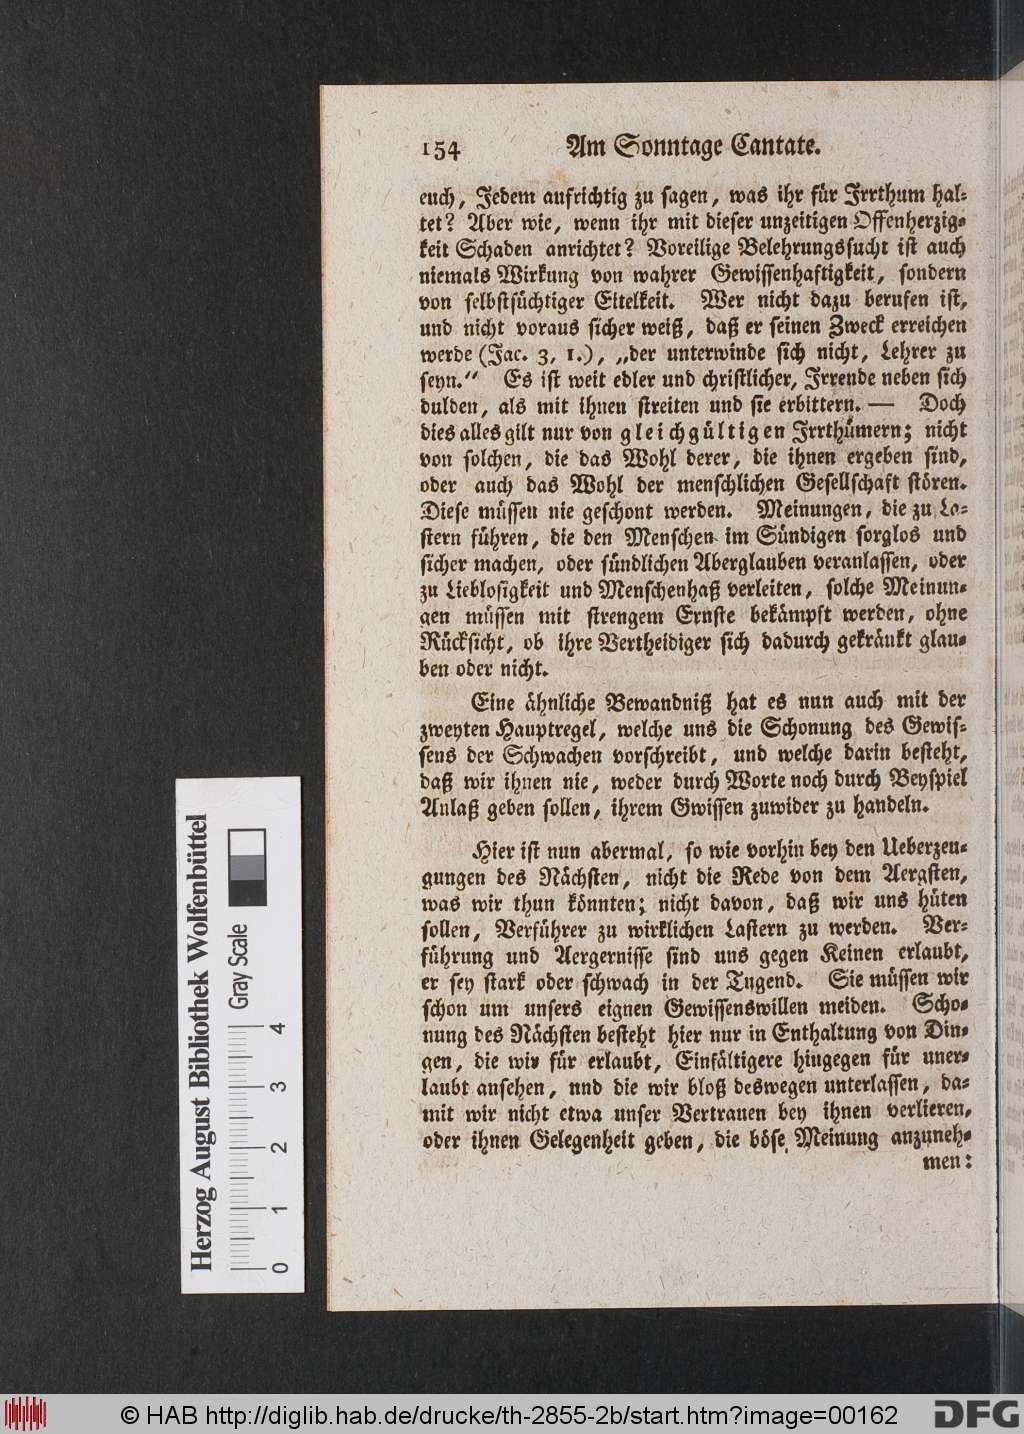 154 Am Sonntage Cantate.
euch, Jedem aufrichtig zu sagen, was ihr für Irrthum hal-
tet? Aber wie, wenn ihr mit dieser unzeitigen Offenherzig-
keit Schaden anrichtet? Voreilige Belehrungssucht ist auch
niemals Wirkung von wahrer Gewissenhaftigkeit, sondern
von selbstsüchtiger Eitelkeit. Wer nicht dazu berufen ist,
und nicht voraus sicher weiß, daß er seinen Zweck erreichen
werde (Jac. 3, 1.), „der unterwinde sich nicht, Lehrer zu
seyn.“ Es ist weit edler und christlicher, Irrende neben sich
dulden, als mit ihnen streiten und sie erbittern. — Doch
dies alles gilt nur von gleichgültigen Irrthümern; nicht
von solchen, die das Wohl derer, die ihnen ergeben sind,
oder auch das Wohl der menschlichen Gesellschaft stören.
Diese müssen nie geschont werden. Meinungen, die zu La-
stern führen, die den Menschen im Sündigen sorglos und
sicher machen, oder sündlichen Aberglauben veranlassen, oder
zu Lieblosigkeit und Menschenhaß verleiten, solche Meinun-
gen müssen mit strengem Ernste bekämpft werden, ohne
Rücksicht, ob ihre Vertheidiger sich dadurch gekränkt glau-
ben oder nicht.
Eine ähnliche Bewandniß hat es nun auch mit der
zweyten Hauptregel, welche uns die Schonung des Gewis-
sens der Schwachen vorschreibt, und welche darin besteht,
daß wir ihnen nie, weder durch Worte noch durch Beyspiel
Anlaß geben sollen, ihrem Gwissen zuwider zu handeln.
Hier ist nun abermal, so wie vorhin bey den Ueberzeu-
gungen des Nächsten, nicht die Rede von dem Aergsten,
was wir thun könnten; nicht davon, daß wir uns hüten
sollen, Verführer zu wirklichen Lastern zu werden. Ver-
führung und Aergernisse sind uns gegen Keinen erlaubt,
er sey stark oder schwach in der Tugend. Sie müssen wir
schon um unsers eignen Gewissenswillen meiden. Scho-
nung des Nächsten besteht hier nur in Enthaltung von Din-
gen, die wir für erlaubt, Einfältigere hingegen für uner-
laubt ansehen, nnd die wir bloß deswegen unterlassen, da-
mit wir nicht etwa unser Vertrauen bey ihnen verlieren,
oder ihnen Gelegenheit geben, die böse Meinung anzuneh-
men:
Herzog August Bibliothek Wolfenbüttel
Gray Scale
0 1 2 3 4
© HAB http://diglib.hab.de/drucke/th-2855-2b/start.htm?image=00162
DFG